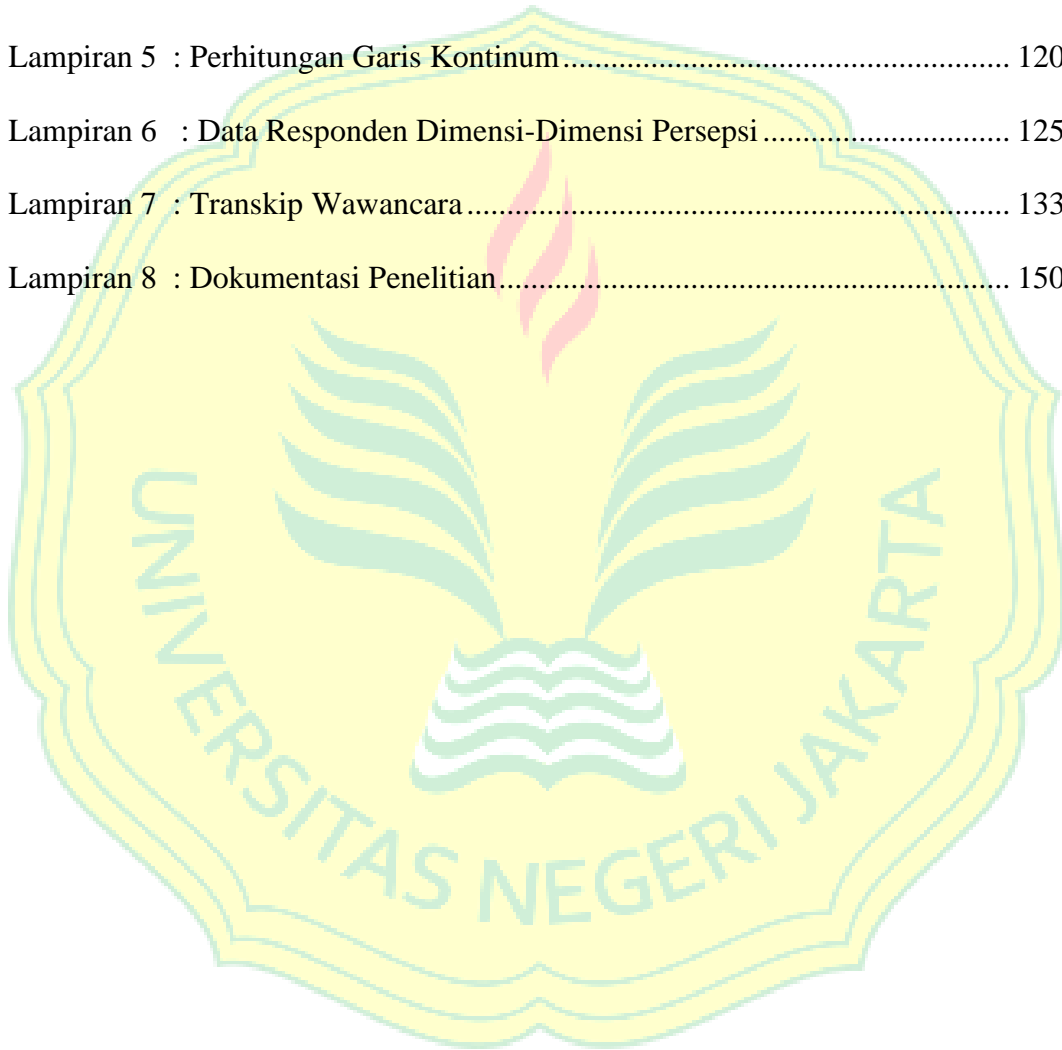 Lampiran 5 : Perhitungan Garis Kontinum........................................................ 120
Lampiran 6 : Data Responden Dimensi-Dimensi Persepsi............................... 125
Lampiran 7 : Transkip Wawancara.................................................................... 133
Lampiran 8 : Dokumentasi Penelitian................................................................ 150
UNIVERSITAS NEGERI JAKARTA